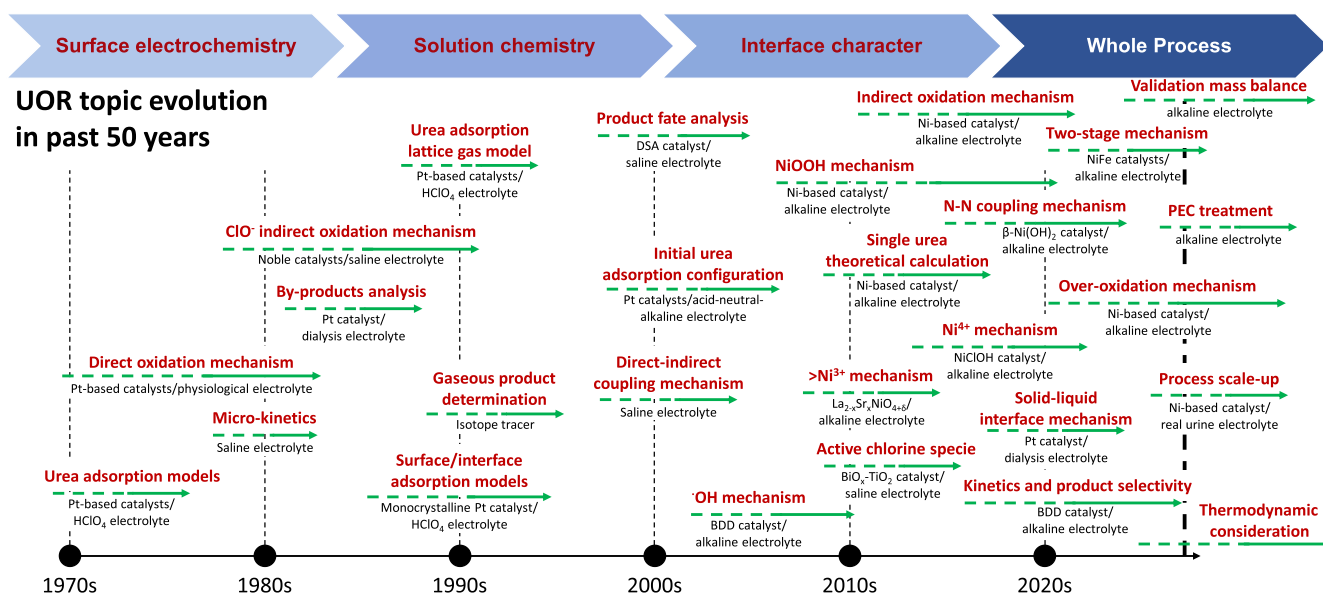 Surface electrochemistry
Solution chemistry
Interface character
Whole Process
UOR topic evolution
in past 50 years
Urea adsorption
lattice gas model
Pt-based catalysts/
HClO₄ electrolyte
Product fate analysis
DSA catalyst/
saline electrolyte
Indirect oxidation mechanism
Ni-based catalyst/
alkaline electrolyte
Validation mass balance
alkaline electrolyte
Two-stage mechanism
NiFe catalysts/
alkaline electrolyte
NiOOH mechanism
Ni-based catalyst/
alkaline electrolyte
N-N coupling mechanism
β-Ni(OH)₂ catalyst/
alkaline electrolyte
PEC treatment
alkaline electrolyte
ClO⁻ indirect oxidation mechanism
Noble catalysts/saline electrolyte
Initial urea
adsorption configuration
Pt catalysts/acid-neutral-
alkaline electrolyte
Single urea
theoretical calculation
Ni-based catalyst/
alkaline electrolyte
By-products analysis
Pt catalyst/
dialysis electrolyte
Over-oxidation mechanism
Ni-based catalyst/
alkaline electrolyte
Ni⁴⁺ mechanism
NiClOH catalyst/
alkaline electrolyte
Direct oxidation mechanism
Pt-based catalysts/physiological electrolyte
Gaseous product
determination
Isotope tracer
Direct-indirect
coupling mechanism
Saline electrolyte
>Ni³⁺ mechanism
La₂₋ₓSrₓNiO₄₊δ/
alkaline electrolyte
Process scale-up
Ni-based catalyst/
real urine electrolyte
Micro-kinetics
Saline electrolyte
Solid-liquid
interface mechanism
Pt catalyst/
dialysis electrolyte
Urea adsorption models
Pt-based catalysts/
HClO₄ electrolyte
Surface/interface
adsorption models
Monocrystalline Pt catalyst/
HClO₄ electrolyte
Active chlorine specie
BiOₓ-TiO₂ catalyst/
saline electrolyte
·OH mechanism
BDD catalyst/
alkaline electrolyte
Kinetics and product selectivity
BDD catalyst/
alkaline electrolyte
Thermodynamic
consideration
1970s
1980s
1990s
2000s
2010s
2020s